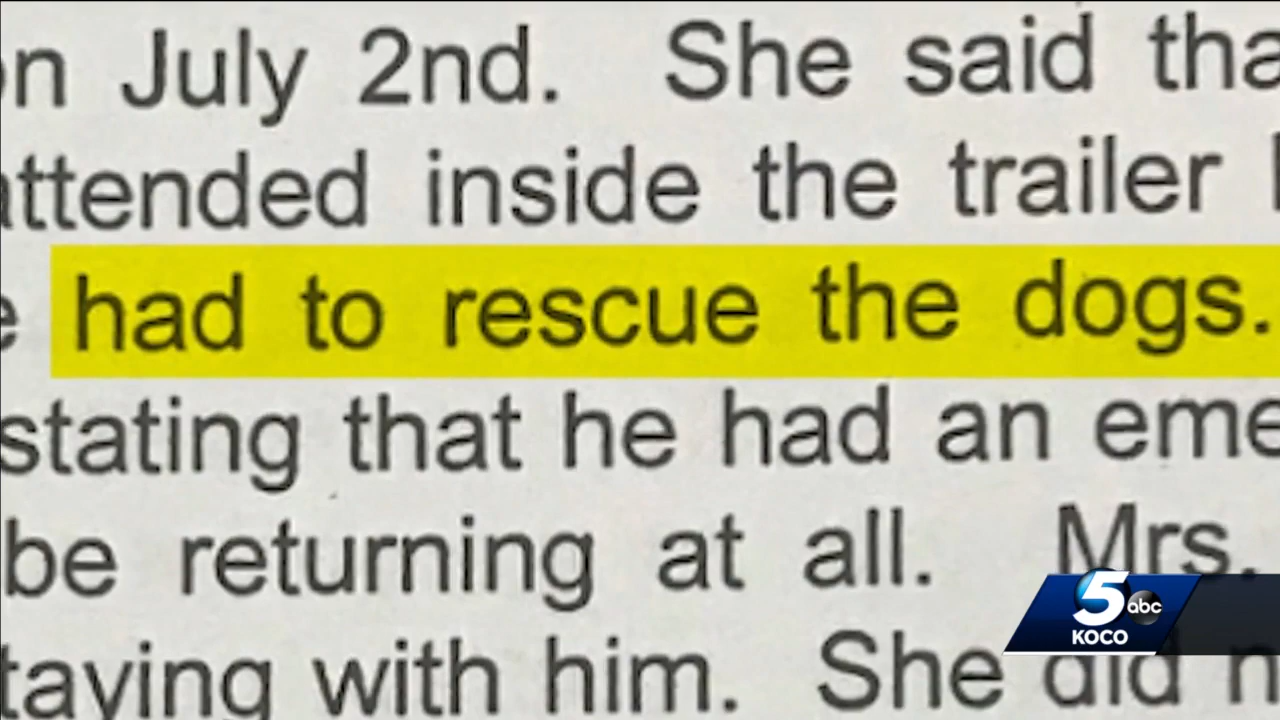 on July 2nd. She said tha
attended inside the trailer
had to rescue the dogs.
stating that he had an eme
be returning at all. Mrs.
taying with him. She did n
5 abc
KOCO